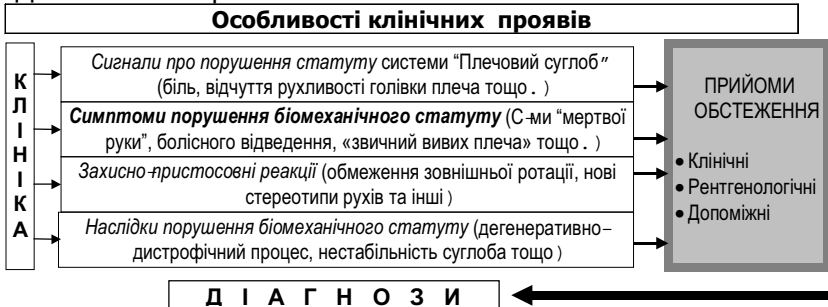 Особливості клінічних проявів
К
Л
І
Н
І
К
А
Сигнали про порушення статуту системи “Плечовий суглоб”
(біль, відчуття рухливості голівки плеча тощо. )
Симптоми порушення біомеханічного статуту (С-ми “мертвої
руки”, болісного відведення, «звичний вивих плеча» тощо. )
Захисно-пристосовні реакції (обмеження зовнішньої ротації, нові
стереотипи рухів та інші )
Наслідки порушення біомеханічного статуту (дегенеративно–
дистрофічний процес, нестабільність суглоба тощо )
ПРИЙОМИ
ОБСТЕЖЕННЯ
• Клінічні
• Рентгенологічні
• Допоміжні
Д І А Г Н О З И